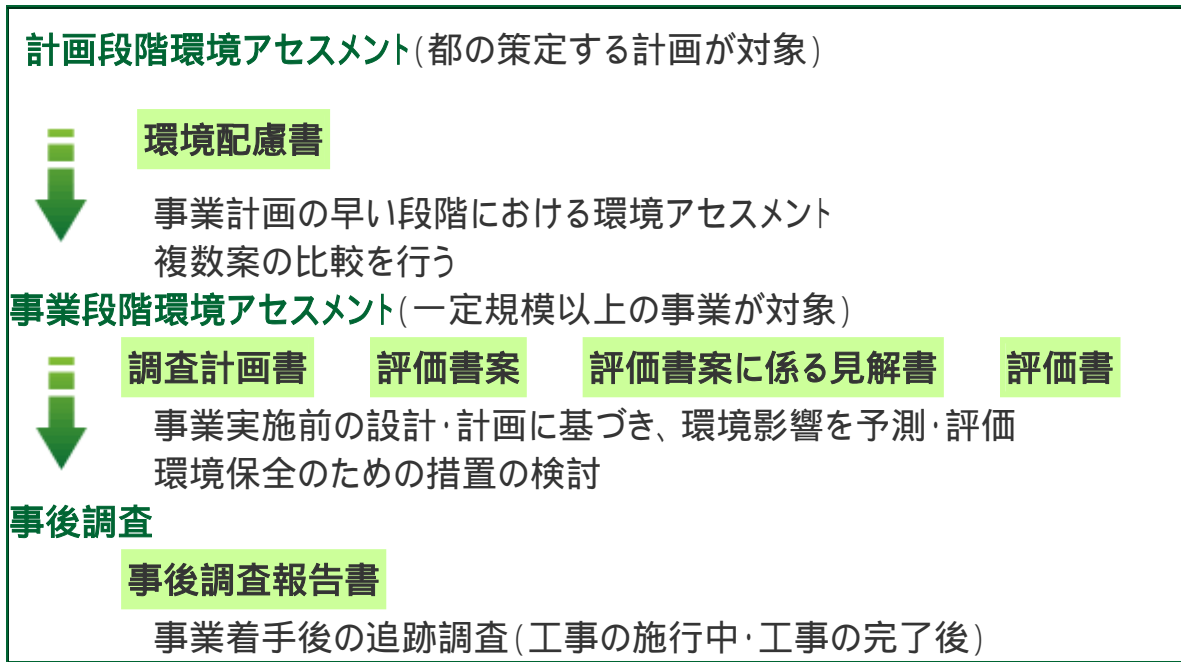 計画段階環境アセスメント(都の策定する計画が対象)
環境配慮書
事業計画の早い段階における環境アセスメント
複数案の比較を行う
事業段階環境アセスメント(一定規模以上の事業が対象)
調査計画書 評価書案 評価書案に係る見解書 評価書
事業実施前の設計･計画に基づき、環境影響を予測･評価
環境保全のための措置の検討
事後調査
事後調査報告書
事業着手後の追跡調査(工事の施行中･工事の完了後)